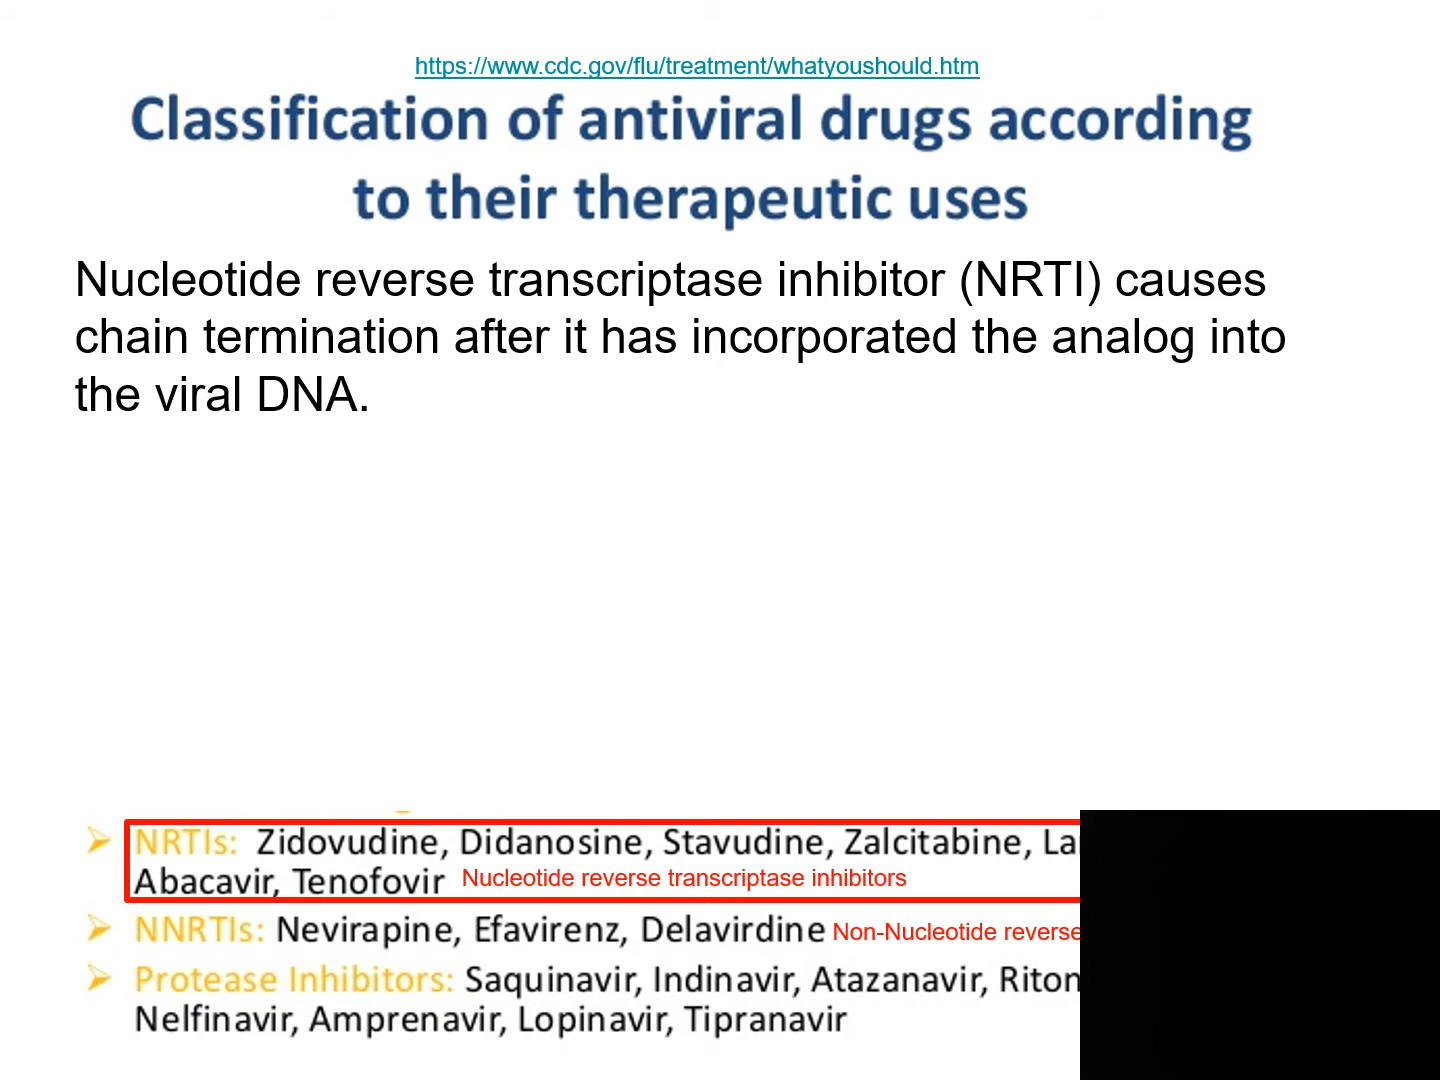 https://www.cdc.gov/flu/treatment/whatyoushould.htm
Classification of antiviral drugs according
to their therapeutic uses
Nucleotide reverse transcriptase inhibitor (NRTI) causes
chain termination after it has incorporated the analog into
the viral DNA.
➢ NRTIs: Zidovudine, Didanosine, Stavudine, Zalcitabine,
Abacavir, Tenofovir Nucleotide reverse transcriptase inhibitors
➢ NNRTIs: Nevirapine, Efavirenz, Delavirdine Non-Nucleotide reverse
➢ Protease Inhibitors: Saquinavir, Indinavir, Atazanavir,
Nelfinavir, Amprenavir, Lopinavir, Tipranavir